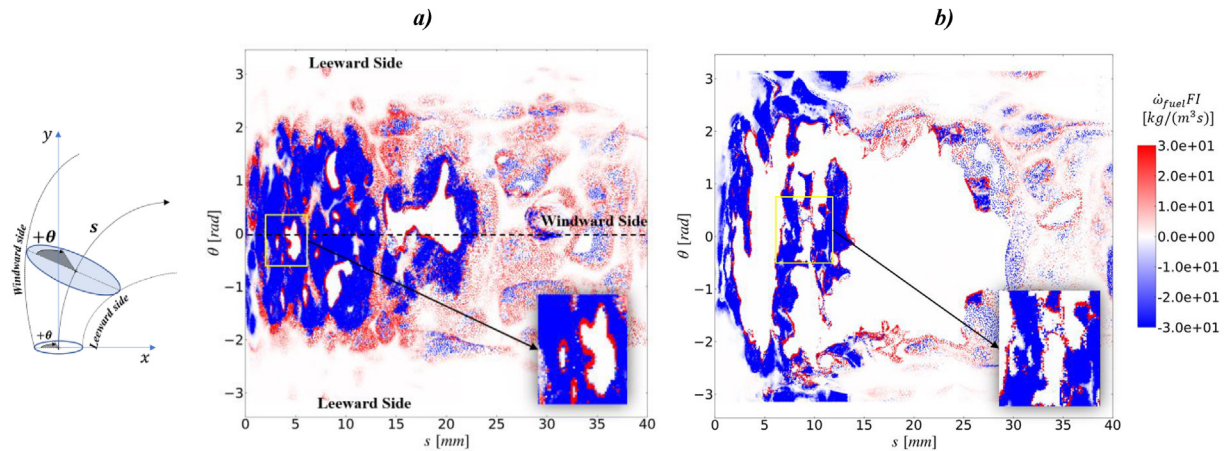 a)
b)
y
s
+θ
Windward side
Leeward side
+θ
x
θ [rad]
3
2
1
0
−1
−2
−3
Leeward Side
Windward Side
Leeward Side
0 5 10 15 20 25 30 35 40
s [mm]
θ [rad]
3
2
1
0
−1
−2
−3
0 5 10 15 20 25 30 35 40
s [mm]
ω̇fuelFI
[kg/(m³s)]
3.0e+01
2.0e+01
1.0e+01
0.0e+00
-1.0e+01
-2.0e+01
-3.0e+01